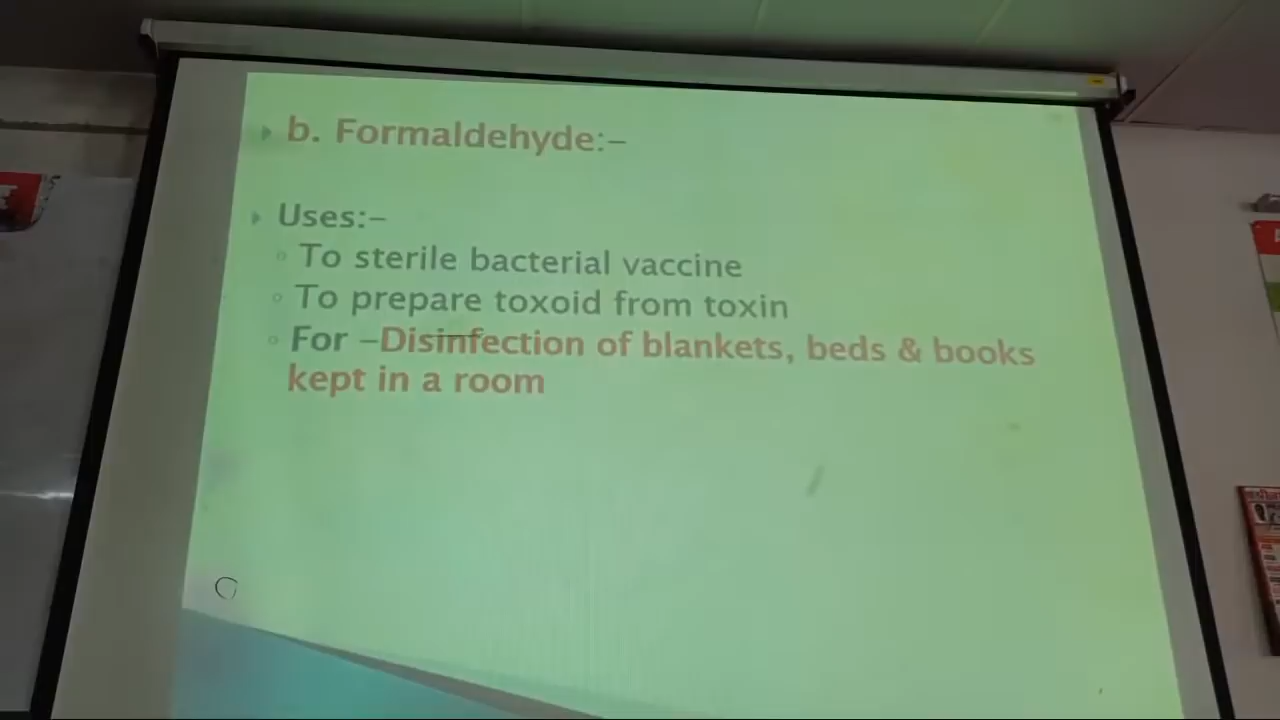 b. Formaldehyde:–
Uses:–
To sterile bacterial vaccine
To prepare toxoid from toxin
For –Disinfection of blankets, beds & books
kept in a room